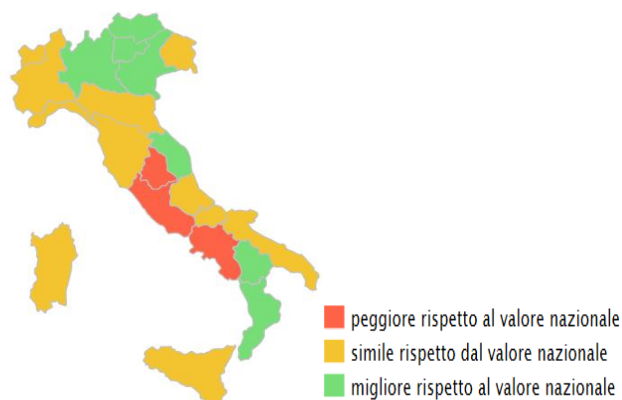 peggiore rispetto al valore nazionale
simile rispetto dal valore nazionale
migliore rispetto al valore nazionale